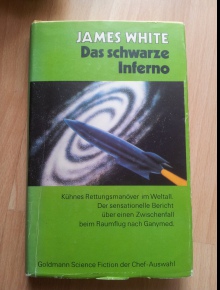 JAMES WHITE
Das schwarze
Inferno
Kühnes Rettungsmanöver im Weltall.
Der sensationelle Bericht
über einen Zwischenfall
beim Raumflug nach Ganymed.
Goldmann Science Fiction der Chef-Auswahl